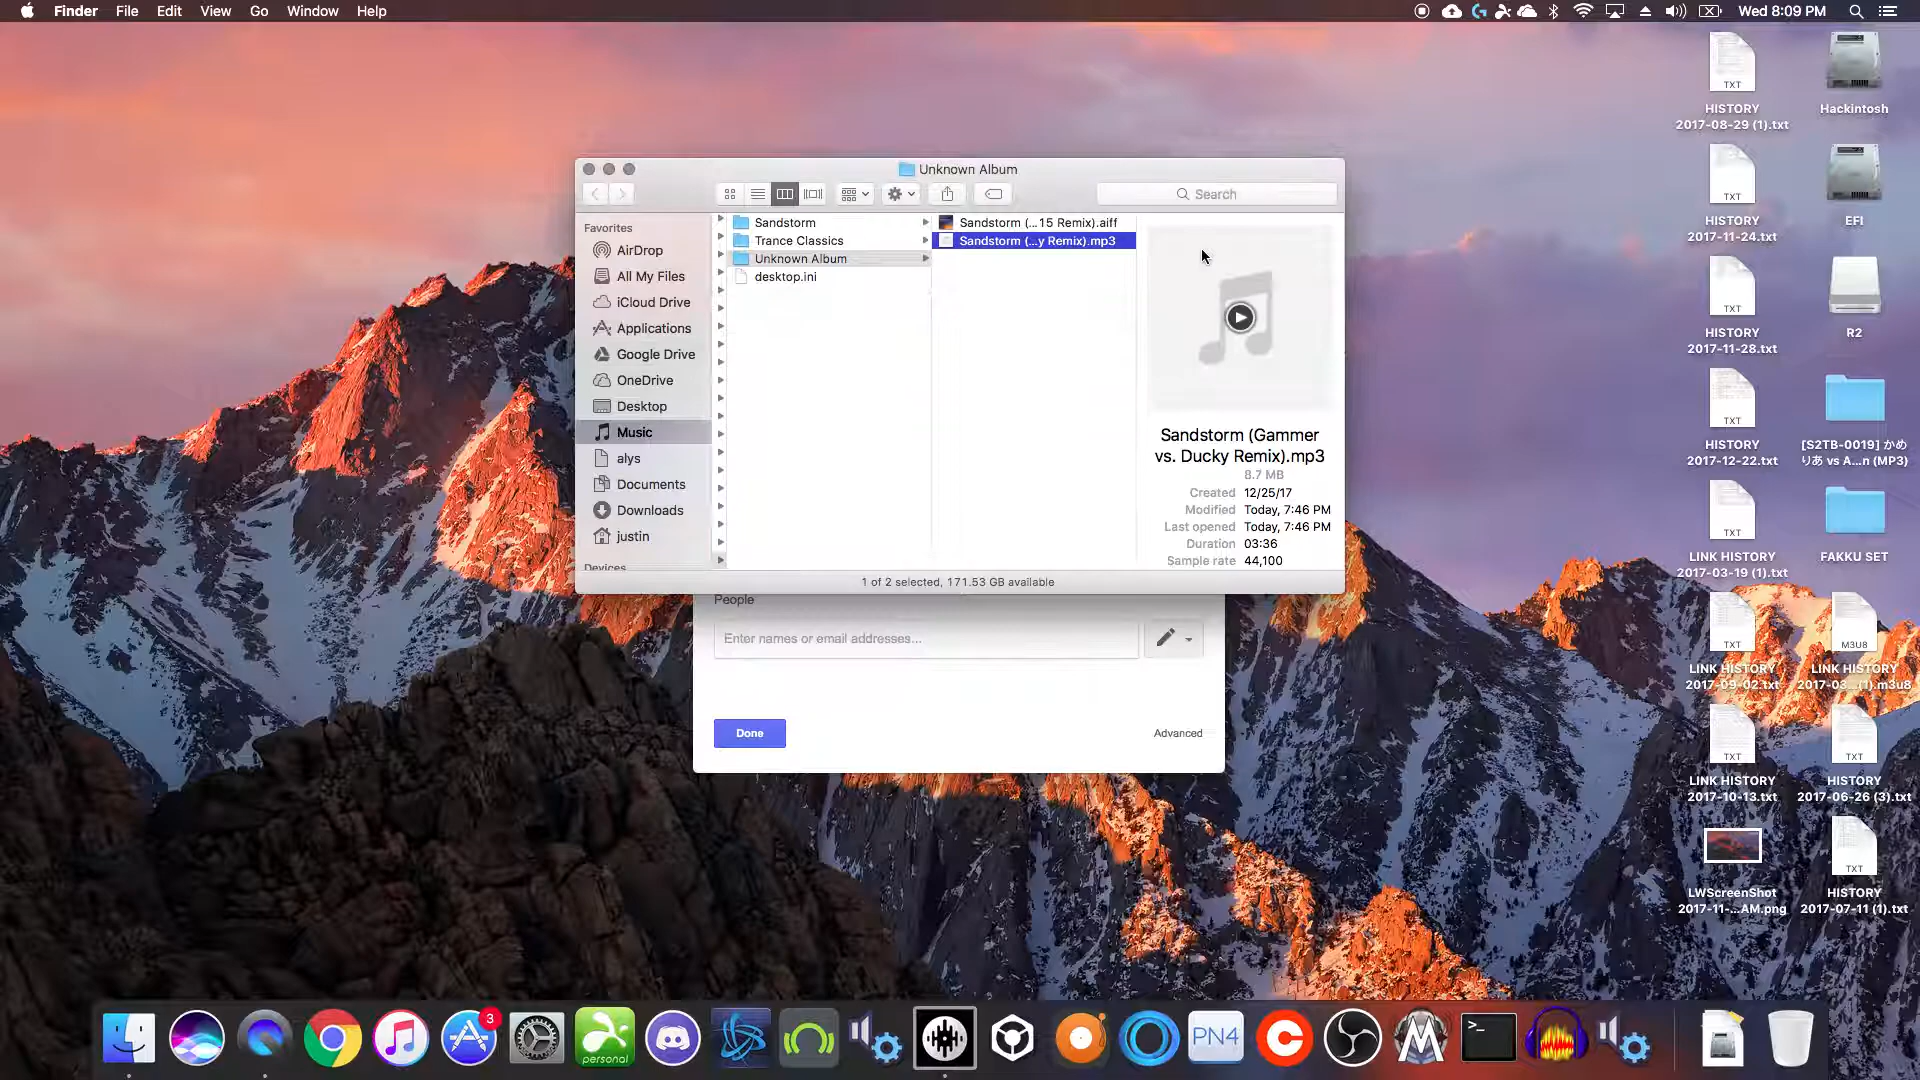 Finder File Edit View Go Window Help
Wed 8:09 PM
Unknown Album
Search
Favorites
AirDrop
All My Files
iCloud Drive
Applications
Google Drive
OneDrive
Desktop
Music
alys
Documents
Downloads
justin
Devices
Sandstorm
Trance Classics
Unknown Album
desktop.ini
Sandstorm (...15 Remix).aiff
Sandstorm (...y Remix).mp3
Sandstorm (Gammer
vs. Ducky Remix).mp3
8.7 MB
Created 12/25/17
Modified Today, 7:46 PM
Last opened Today, 7:46 PM
Duration 03:36
Sample rate 44,100
1 of 2 selected, 171.53 GB available
People
Enter names or email addresses...
Done
Advanced
TXT
HISTORY
2017-08-29 (1).txt
Hackintosh
TXT
HISTORY
2017-11-24.txt
EFI
TXT
HISTORY
2017-11-28.txt
R2
TXT
HISTORY
2017-12-22.txt
[S2TB-0019] かめ
りあ vs A...n (MP3)
TXT
LINK HISTORY
2017-03-19 (1).txt
FAKKU SET
TXT
LINK HISTORY
2017-09-02.txt
M3U8
LINK HISTORY
2017-03...(1).m3u8
TXT
LINK HISTORY
2017-10-13.txt
TXT
HISTORY
2017-06-26 (3).txt
LWScreenShot
2017-11-...AM.png
TXT
HISTORY
2017-07-11 (1).txt
3
personal
PN4